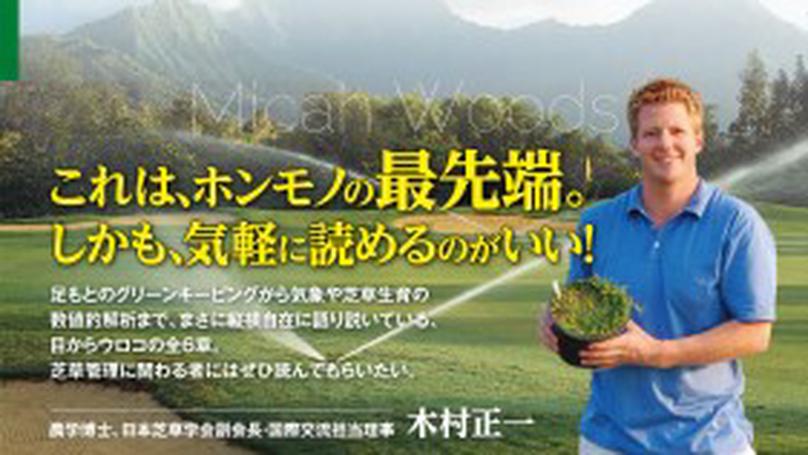 Micah Woods
これは、ホンモノの最先端。
しかも、気軽に読めるのがいい!
足もとのグリーンキーピングから気象や芝草生育の
数値的解析まで、まさに縦横自在に語り説いている、
目からウロコの全6章。
芝草管理に関わる者にはぜひ読んでもらいたい。
農学博士、日本芝草学会副会長・国際交流担当理事 木村正一